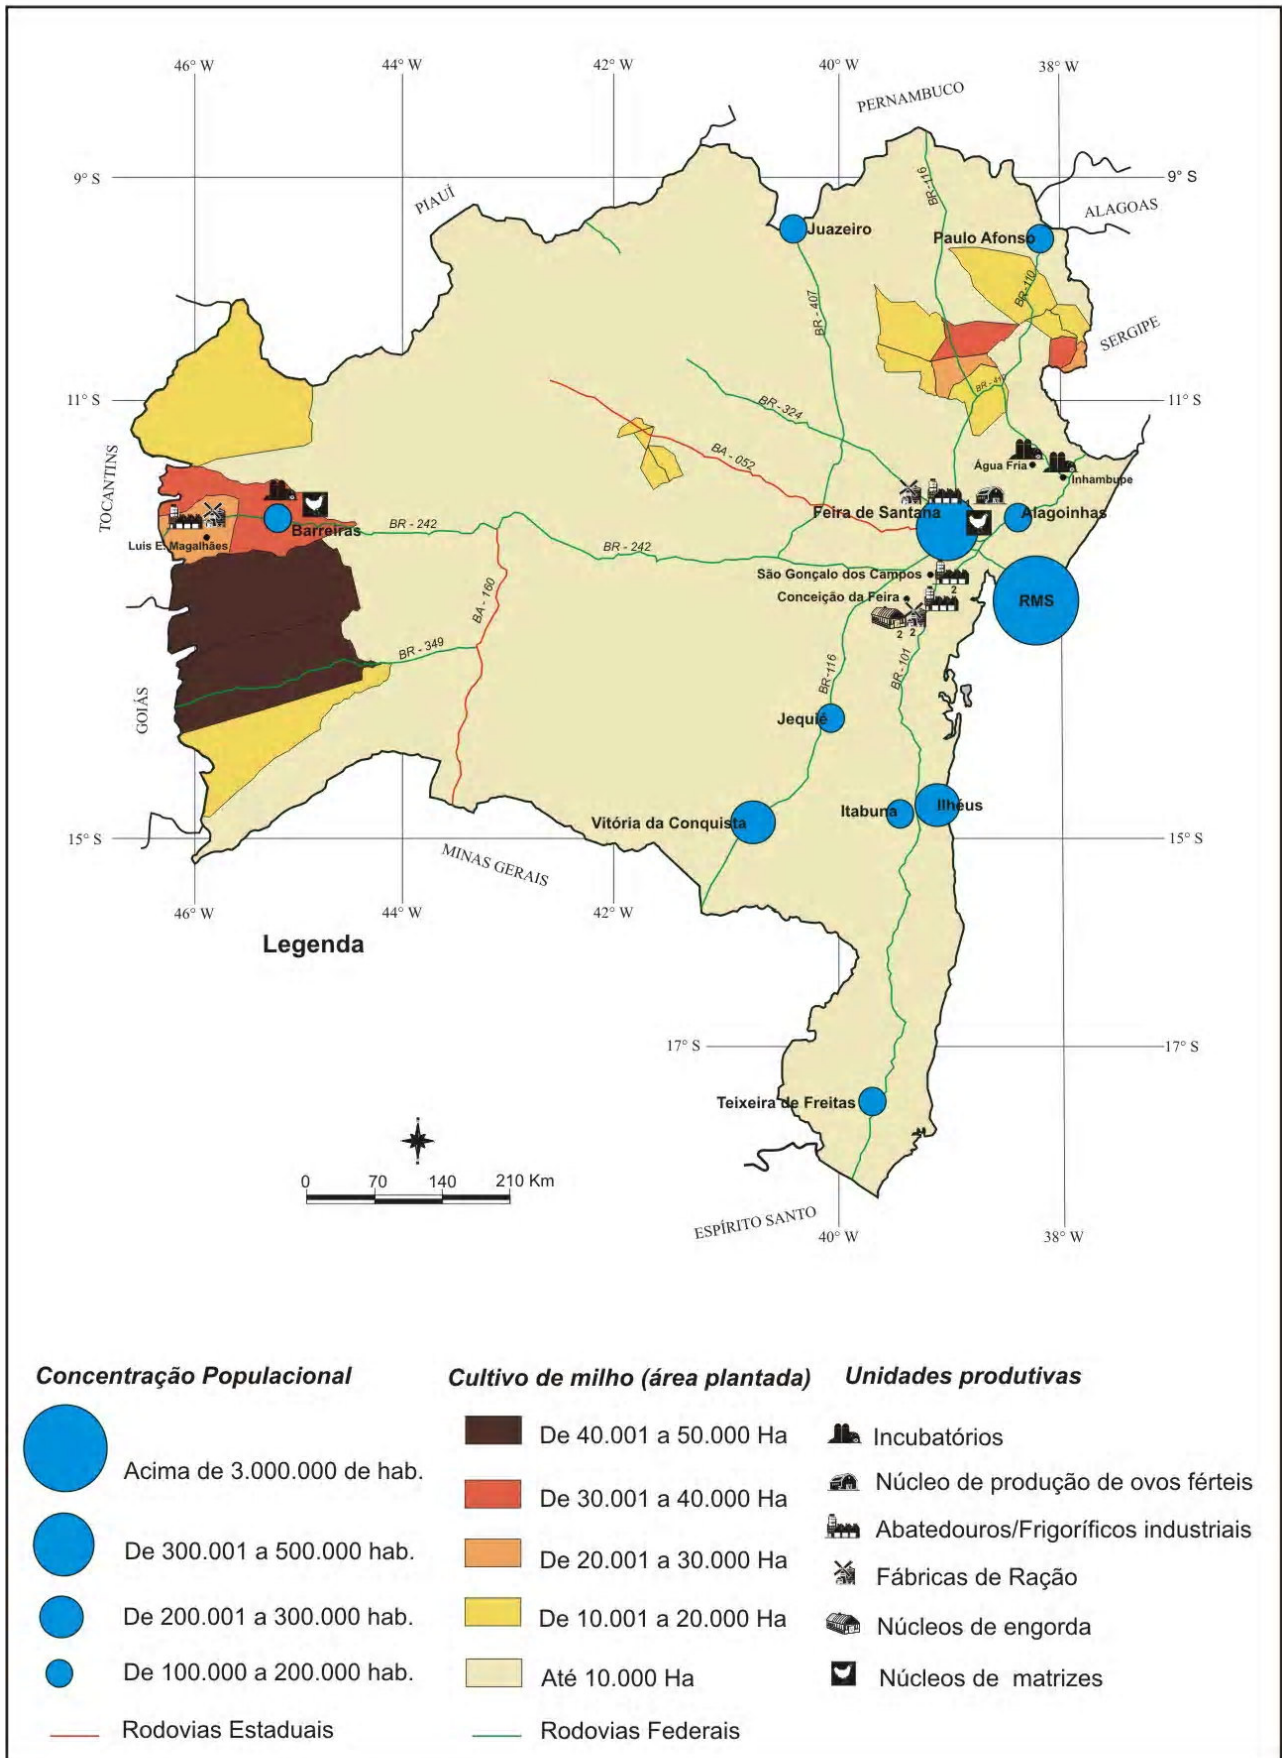 46° W
44° W
42° W
40° W
38° W
PERNAMBUCO
9° S
9° S
PIAUÍ
BR-116
ALAGOAS
Juazeiro
Paulo Afonso
BR - 407
BR-110
SERGIPE
11° S
11° S
BR - 324
BA - 052
TOCANTINS
Água Fria
Inhambupe
Feira de Santana
Alagoinhas
Barreiras
BR - 242
BR - 242
Luis E. Magalhães
São Gonçalo dos Campos
2
Conceição da Feira
2 2
RMS
BA - 160
BR - 349
BR-116
BR-101
GOIÁS
Jequié
Itabuna
Ilhéus
Vitória da Conquista
15° S
15° S
MINAS GERAIS
46° W
44° W
42° W
Legenda
17° S
17° S
Teixeira de Freitas
0 70 140 210 Km
ESPÍRITO SANTO
40° W
38° W
Concentração Populacional
Acima de 3.000.000 de hab.
De 300.001 a 500.000 hab.
De 200.001 a 300.000 hab.
De 100.000 a 200.000 hab.
Rodovias Estaduais
Cultivo de milho (área plantada)
De 40.001 a 50.000 Ha
De 30.001 a 40.000 Ha
De 20.001 a 30.000 Ha
De 10.001 a 20.000 Ha
Até 10.000 Ha
Rodovias Federais
Unidades produtivas
Incubatórios
Núcleo de produção de ovos férteis
Abatedouros/Frigoríficos industriais
Fábricas de Ração
Núcleos de engorda
Núcleos de matrizes